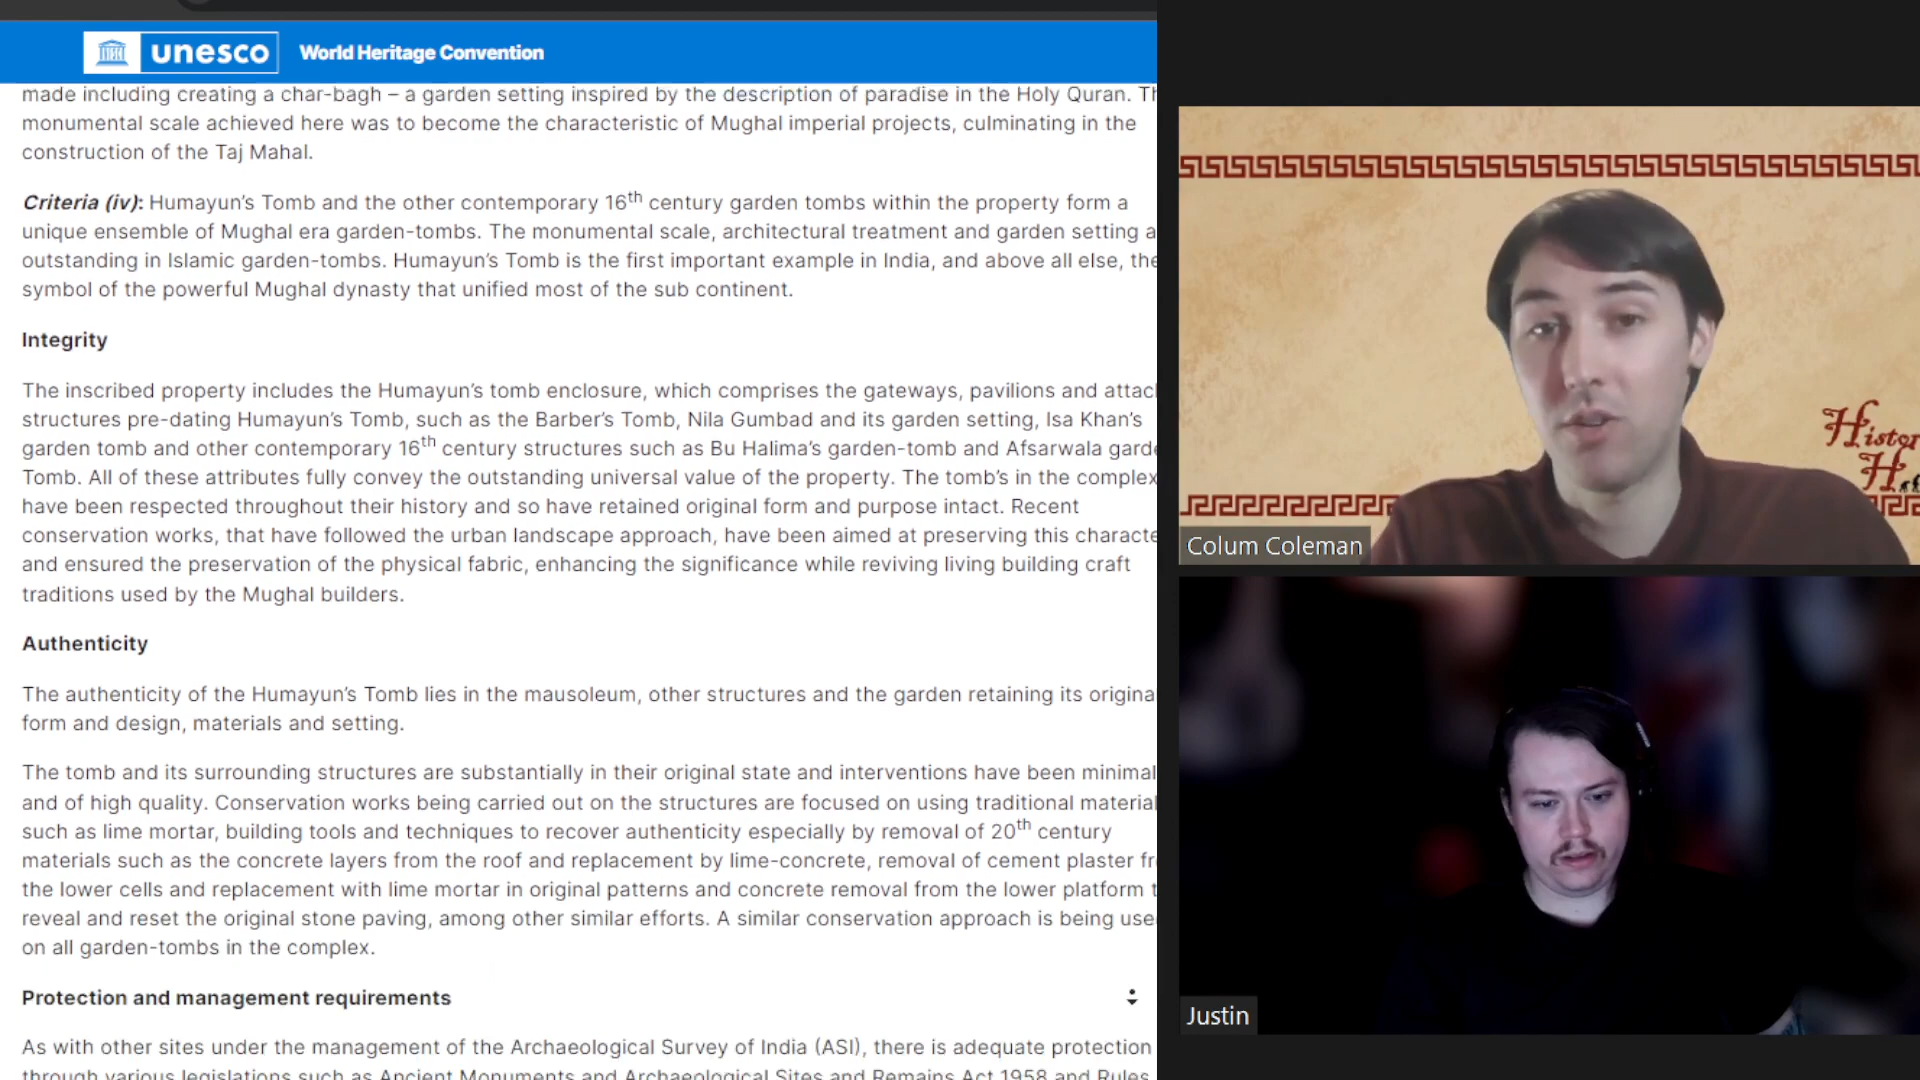 unesco
World Heritage Convention
made including creating a char-bagh – a garden setting inspired by the description of paradise in the Holy Quran.
monumental scale achieved here was to become the characteristic of Mughal imperial projects, culminating in the
construction of the Taj Mahal.
Criteria (iv): Humayun's Tomb and the other contemporary 16th century garden tombs within the property form a
unique ensemble of Mughal era garden-tombs. The monumental scale, architectural treatment and garden setting
outstanding in Islamic garden-tombs. Humayun's Tomb is the first important example in India, and above all else,
symbol of the powerful Mughal dynasty that unified most of the sub continent.
Integrity
The inscribed property includes the Humayun's tomb enclosure, which comprises the gateways, pavilions and
structures pre-dating Humayun's Tomb, such as the Barber's Tomb, Nila Gumbad and its garden setting, Isa Khan's
garden tomb and other contemporary 16th century structures such as Bu Halima's garden-tomb and Afsarwala
Tomb. All of these attributes fully convey the outstanding universal value of the property. The tomb's in the complex
have been respected throughout their history and so have retained original form and purpose intact. Recent
conservation works, that have followed the urban landscape approach, have been aimed at preserving this
and ensured the preservation of the physical fabric, enhancing the significance while reviving living building craft
traditions used by the Mughal builders.
Authenticity
The authenticity of the Humayun's Tomb lies in the mausoleum, other structures and the garden retaining its
form and design, materials and setting.
The tomb and its surrounding structures are substantially in their original state and interventions have been minimal
and of high quality. Conservation works being carried out on the structures are focused on using traditional
such as lime mortar, building tools and techniques to recover authenticity especially by removal of 20th century
materials such as the concrete layers from the roof and replacement by lime-concrete, removal of cement plaster
the lower cells and replacement with lime mortar in original patterns and concrete removal from the lower platform
reveal and reset the original stone paving, among other similar efforts. A similar conservation approach is being
on all garden-tombs in the complex.
Protection and management requirements
As with other sites under the management of the Archaeological Survey of India (ASI), there is adequate protection
through various legislations such as Ancient Monuments and Archaeological Sites and Remains Act 1958 and Rules
Colum Coleman
Justin